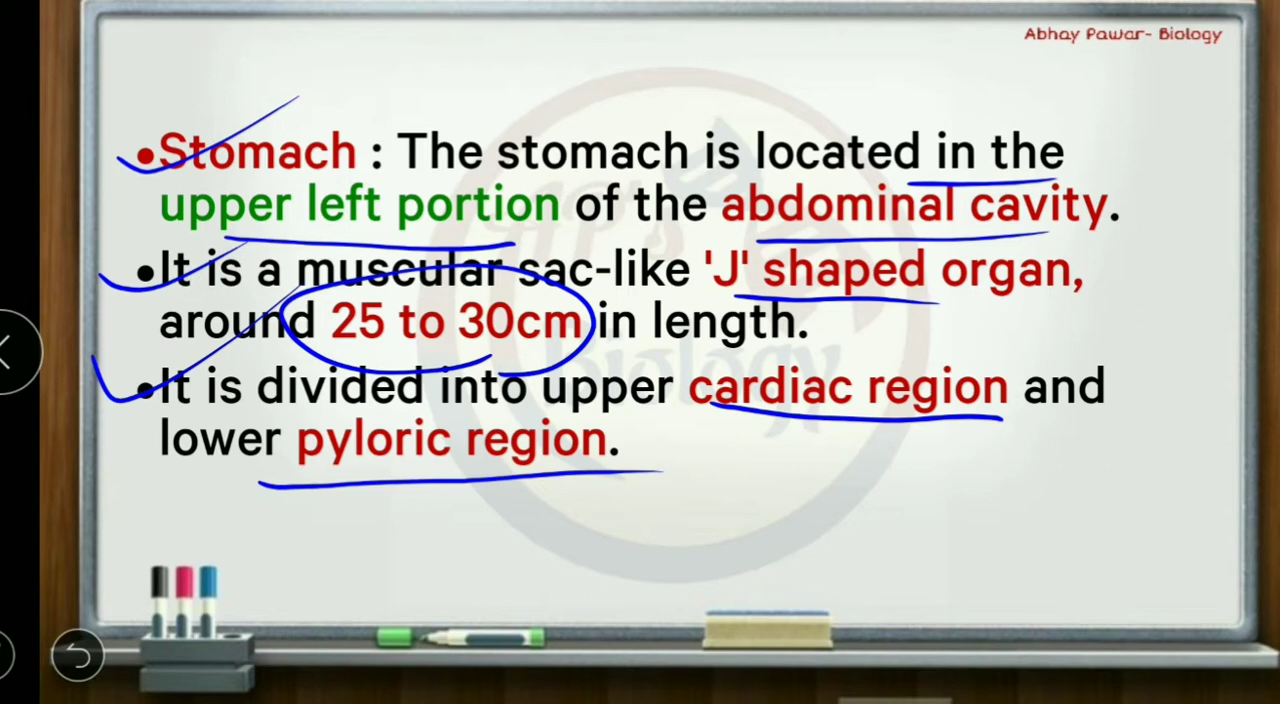 Abhay Pawar- Biology
•Stomach : The stomach is located in the
upper left portion of the abdominal cavity.
•It is a muscular sac-like 'J' shaped organ,
around 25 to 30cm in length.
•It is divided into upper cardiac region and
lower pyloric region.
AP's
Biology